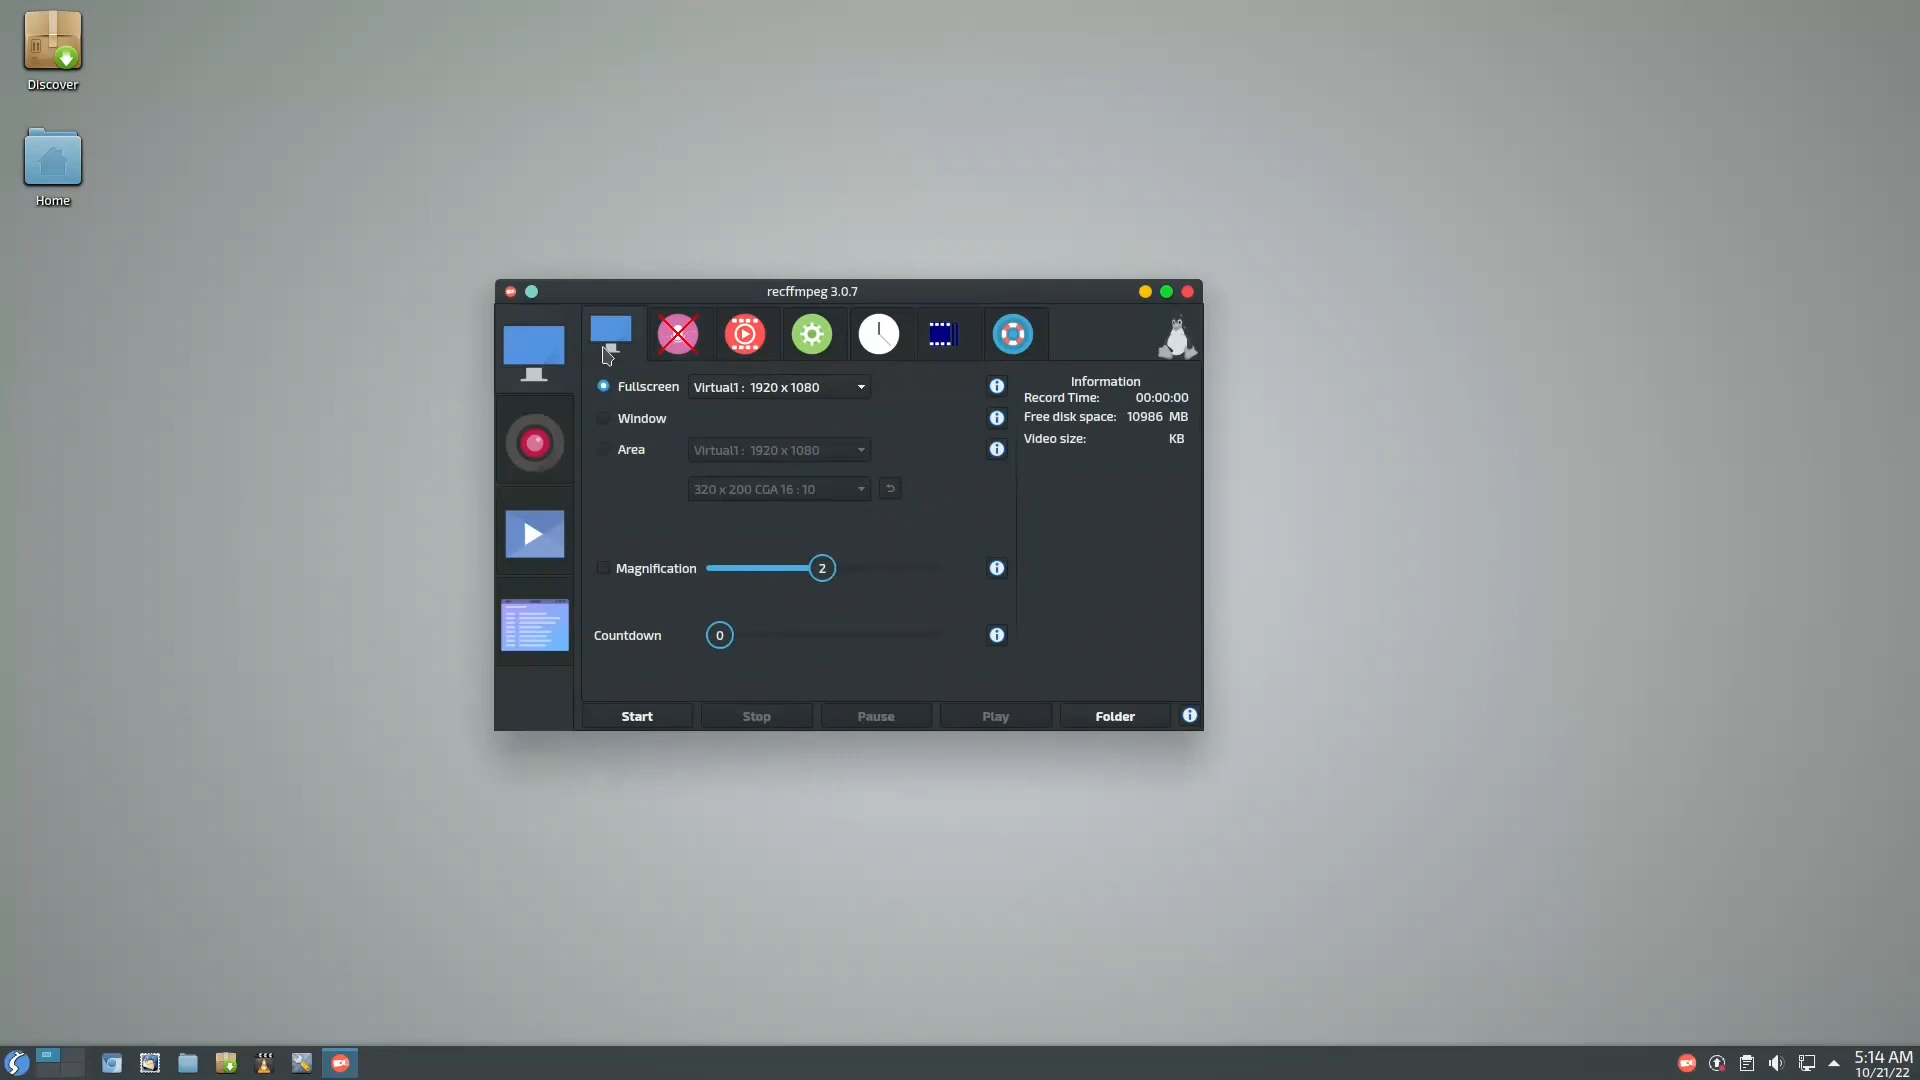 Discover
Home
recffmpeg 3.0.7
Fullscreen Virtual1 : 1920 x 1080
Window
Area Virtual1 : 1920 x 1080
320 x 200 CGA 16 : 10
Magnification 2
Countdown 0
Information
Record Time: 00:00:00
Free disk space: 10986 MB
Video size: KB
Start Stop Pause Play Folder
5:14 AM
10/21/22